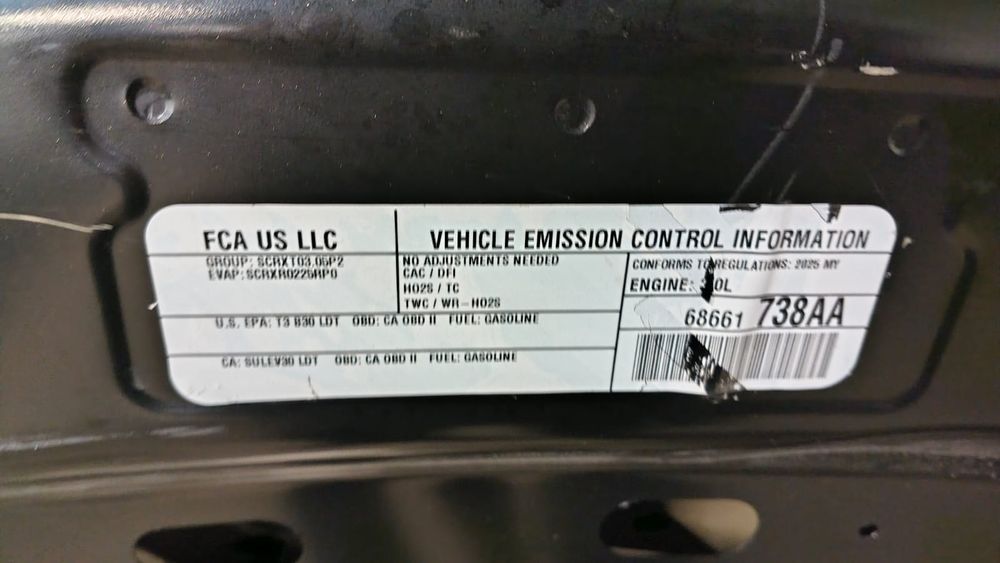 FCA US LLC
VEHICLE EMISSION CONTROL INFORMATION
GROUP: SCRXT03.05P2
EVAP: SCRXR0225RP0
NO ADJUSTMENTS NEEDED
CAC / DFI
HO2S / TC
TWC / WR-HO2S
CONFORMS TO REGULATIONS: 2025 MY
ENGINE: 0L
68661 738AA
U.S. EPA: T3 B30 LDT OBD: CA OBD II FUEL: GASOLINE
CA: SULEV30 LDT OBD: CA OBD II FUEL: GASOLINE